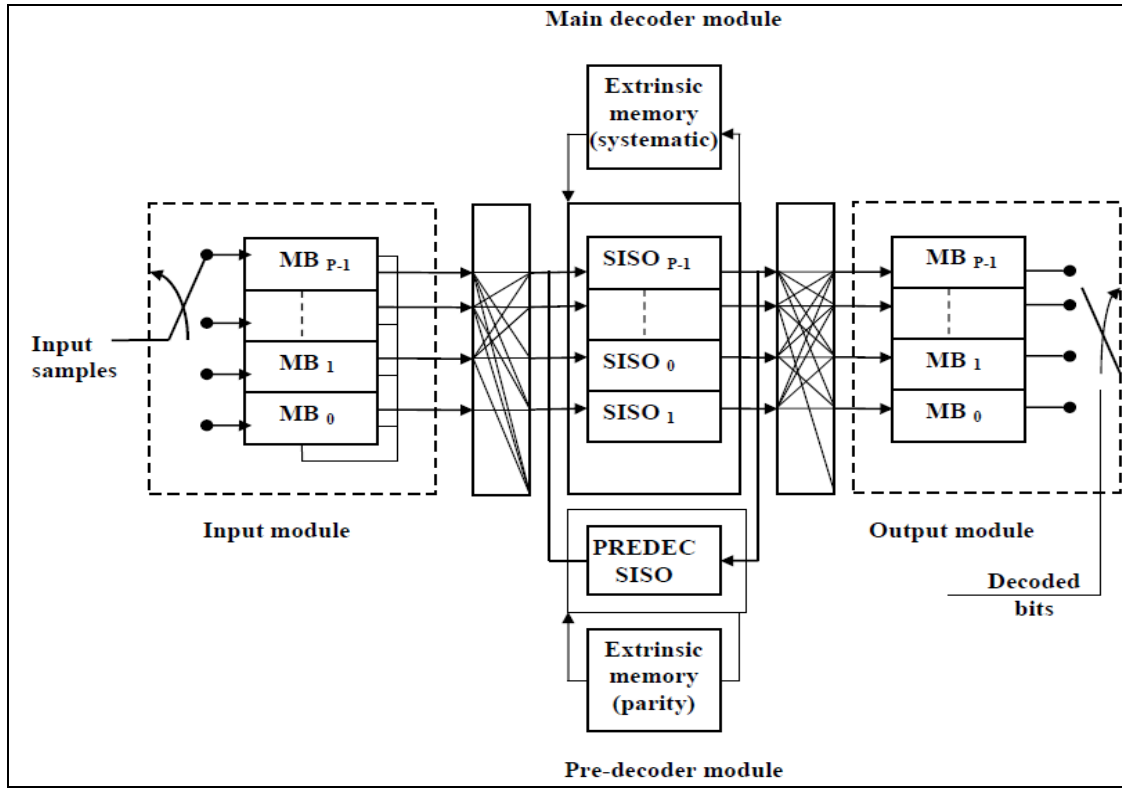 Main decoder module
Extrinsic
memory
(systematic)
Input
samples
MB P-1
MB 1
MB 0
Input module
SISO P-1
SISO 0
SISO 1
MB P-1
MB 1
MB 0
Output module
PREDEC
SISO
Decoded
bits
Extrinsic
memory
(parity)
Pre-decoder module